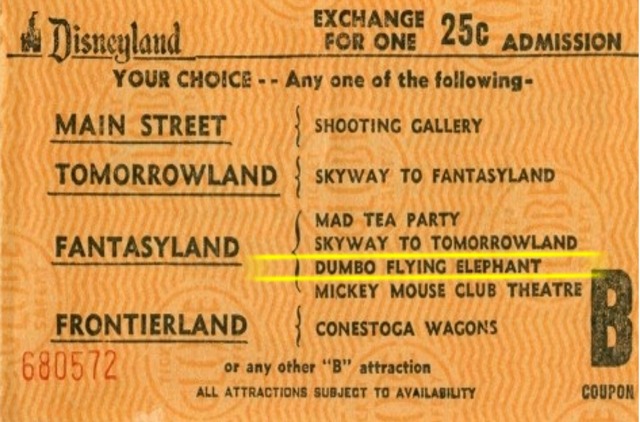 Disneyland
EXCHANGE
FOR ONE 25c ADMISSION
YOUR CHOICE -- Any one of the following-
MAIN STREET { SHOOTING GALLERY
TOMORROWLAND { SKYWAY TO FANTASYLAND
FANTASYLAND { MAD TEA PARTY
SKYWAY TO TOMORROWLAND
DUMBO FLYING ELEPHANT
MICKEY MOUSE CLUB THEATRE
FRONTIERLAND { CONESTOGA WAGONS
B
COUPON
680572
or any other "B" attraction
ALL ATTRACTIONS SUBJECT TO AVAILABILITY